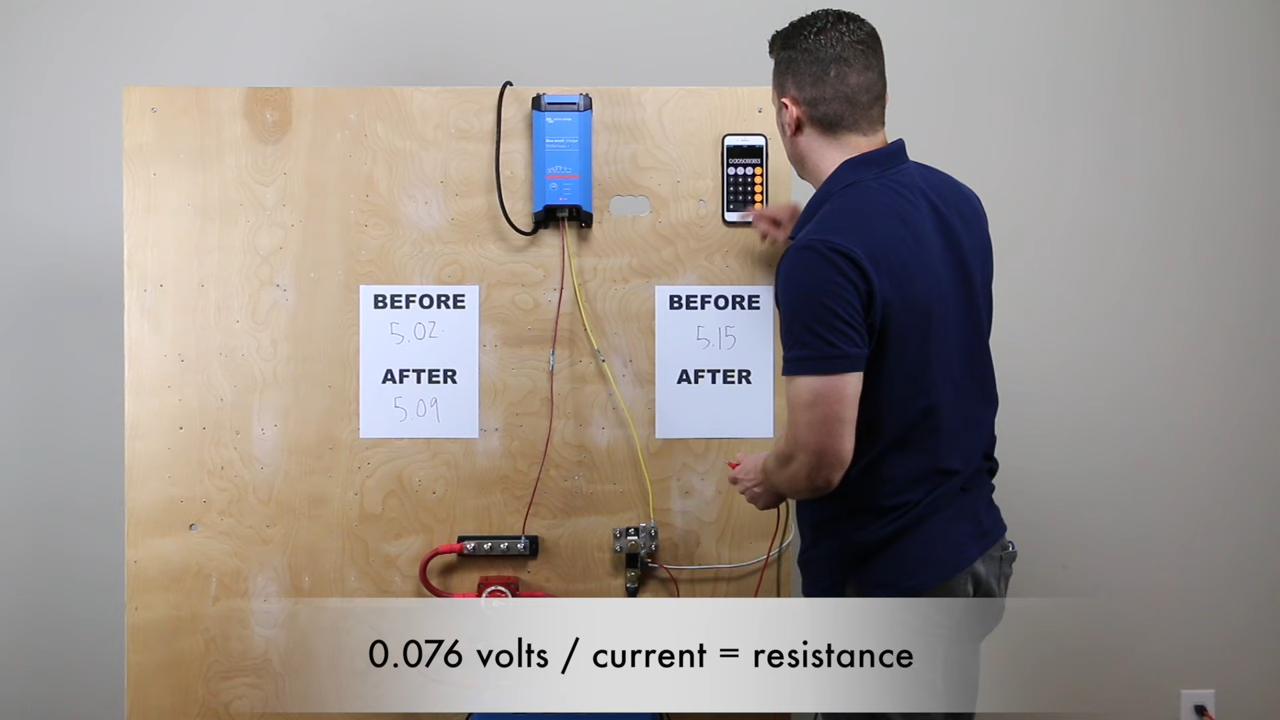 BEFORE
5.02
AFTER
5.09
BEFORE
5.15
AFTER
0.076 volts / current = resistance